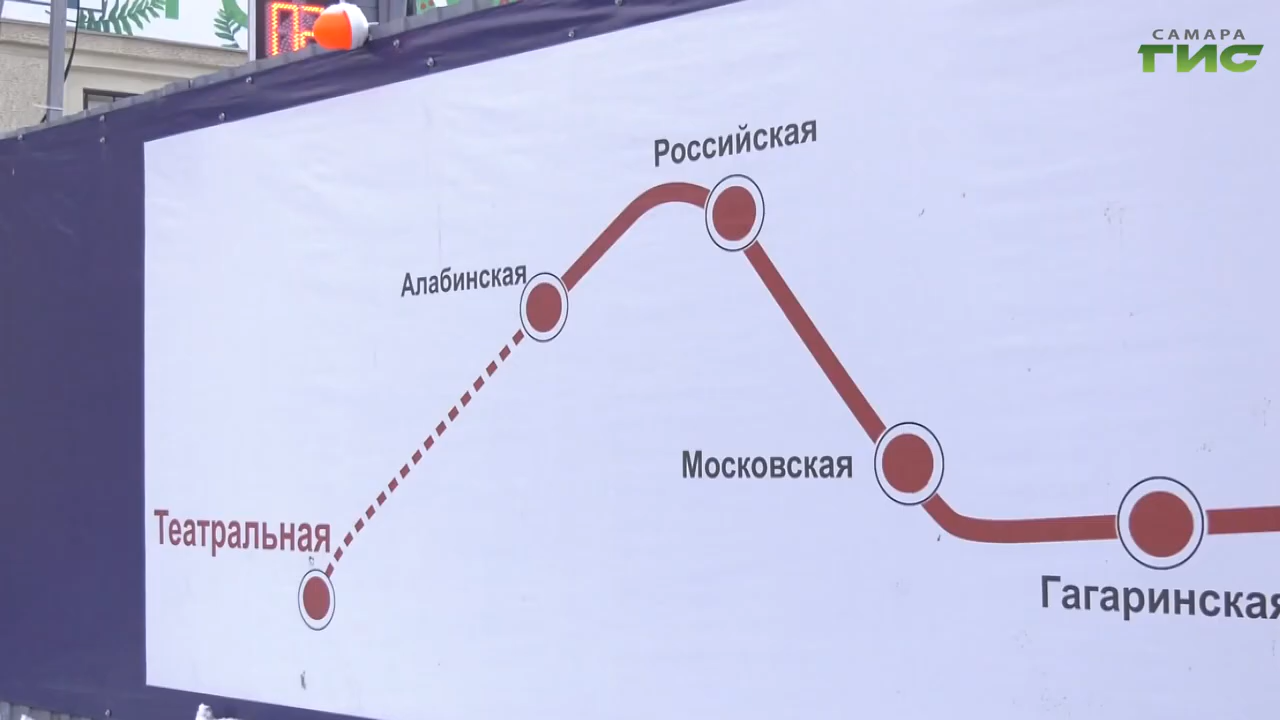 САМАРА
ГИС
Российская
Алабинская
Московская
Театральная
Гагаринская